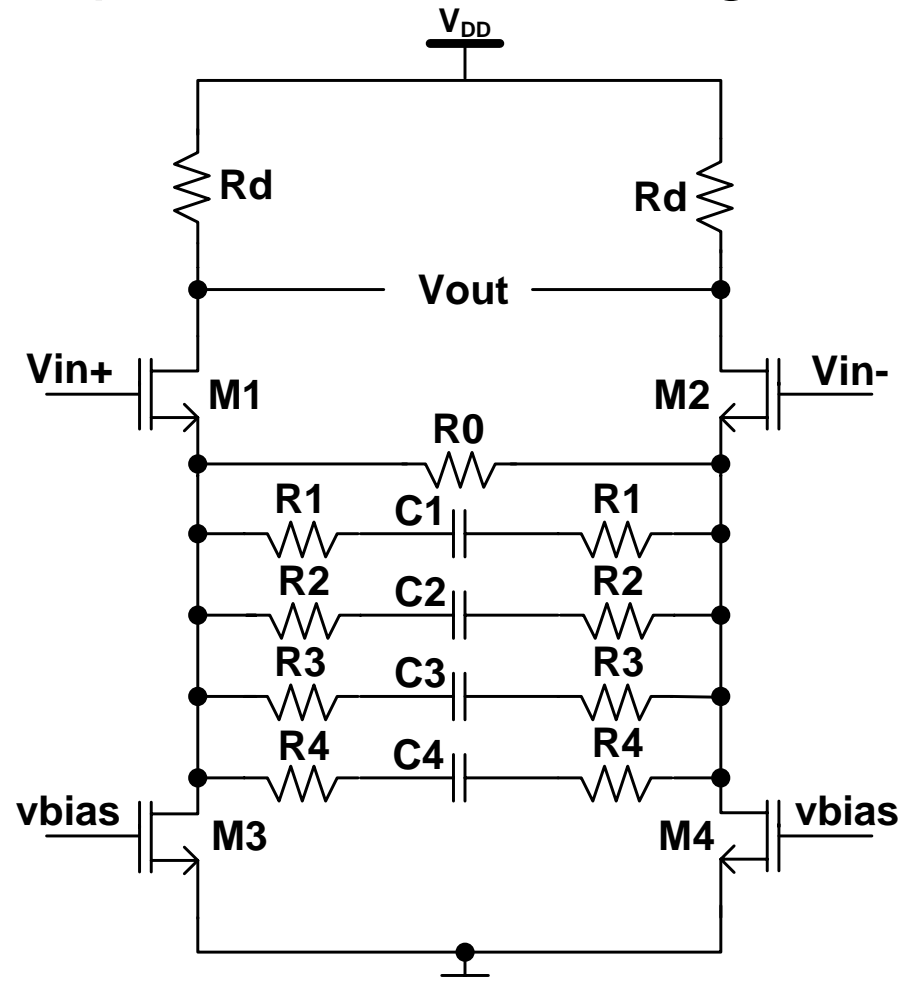 VDD
Rd
Rd
Vout
Vin+
Vin-
M1
M2
R0
R1
C1
R1
R2
C2
R2
R3
C3
R3
R4
C4
R4
vbias
vbias
M3
M4